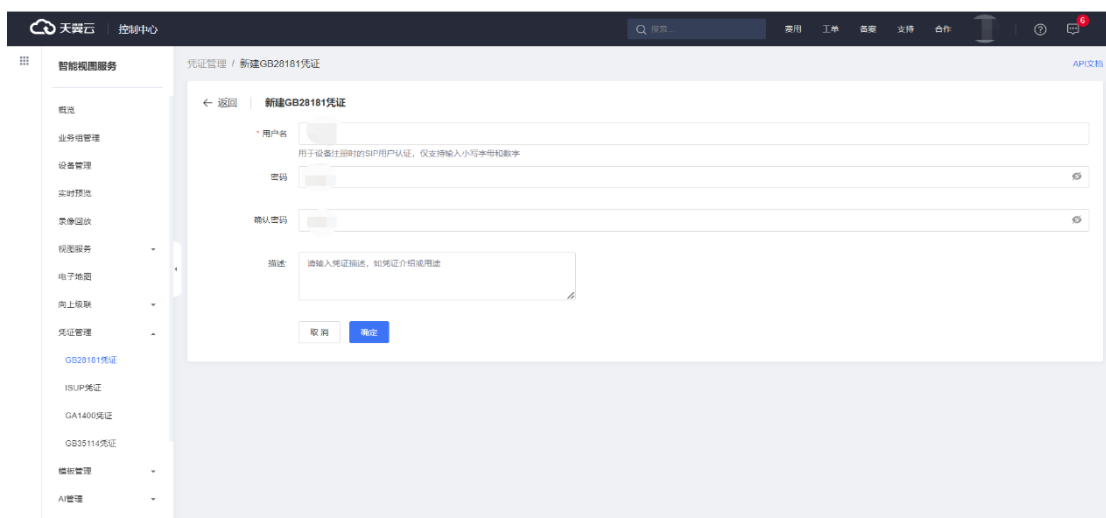 天翼云 控制中心 搜索... 费用 工单 备案 支持 合作 6
智能视图服务 凭证管理 / 新建GB28181凭证 API文档
← 返回 新建GB28181凭证
概览
* 用户名
业务组管理
用于设备注册时的SIP用户认证，仅支持输入小写字母和数字
设备管理
密码
实时预览
录像回放
确认密码
视图服务
描述 请输入凭证描述，如凭证介绍或用途
电子地图
向上级联
凭证管理
取消 确定
GB28181凭证
ISUP凭证
GA1400凭证
GB35114凭证
模板管理
AI管理